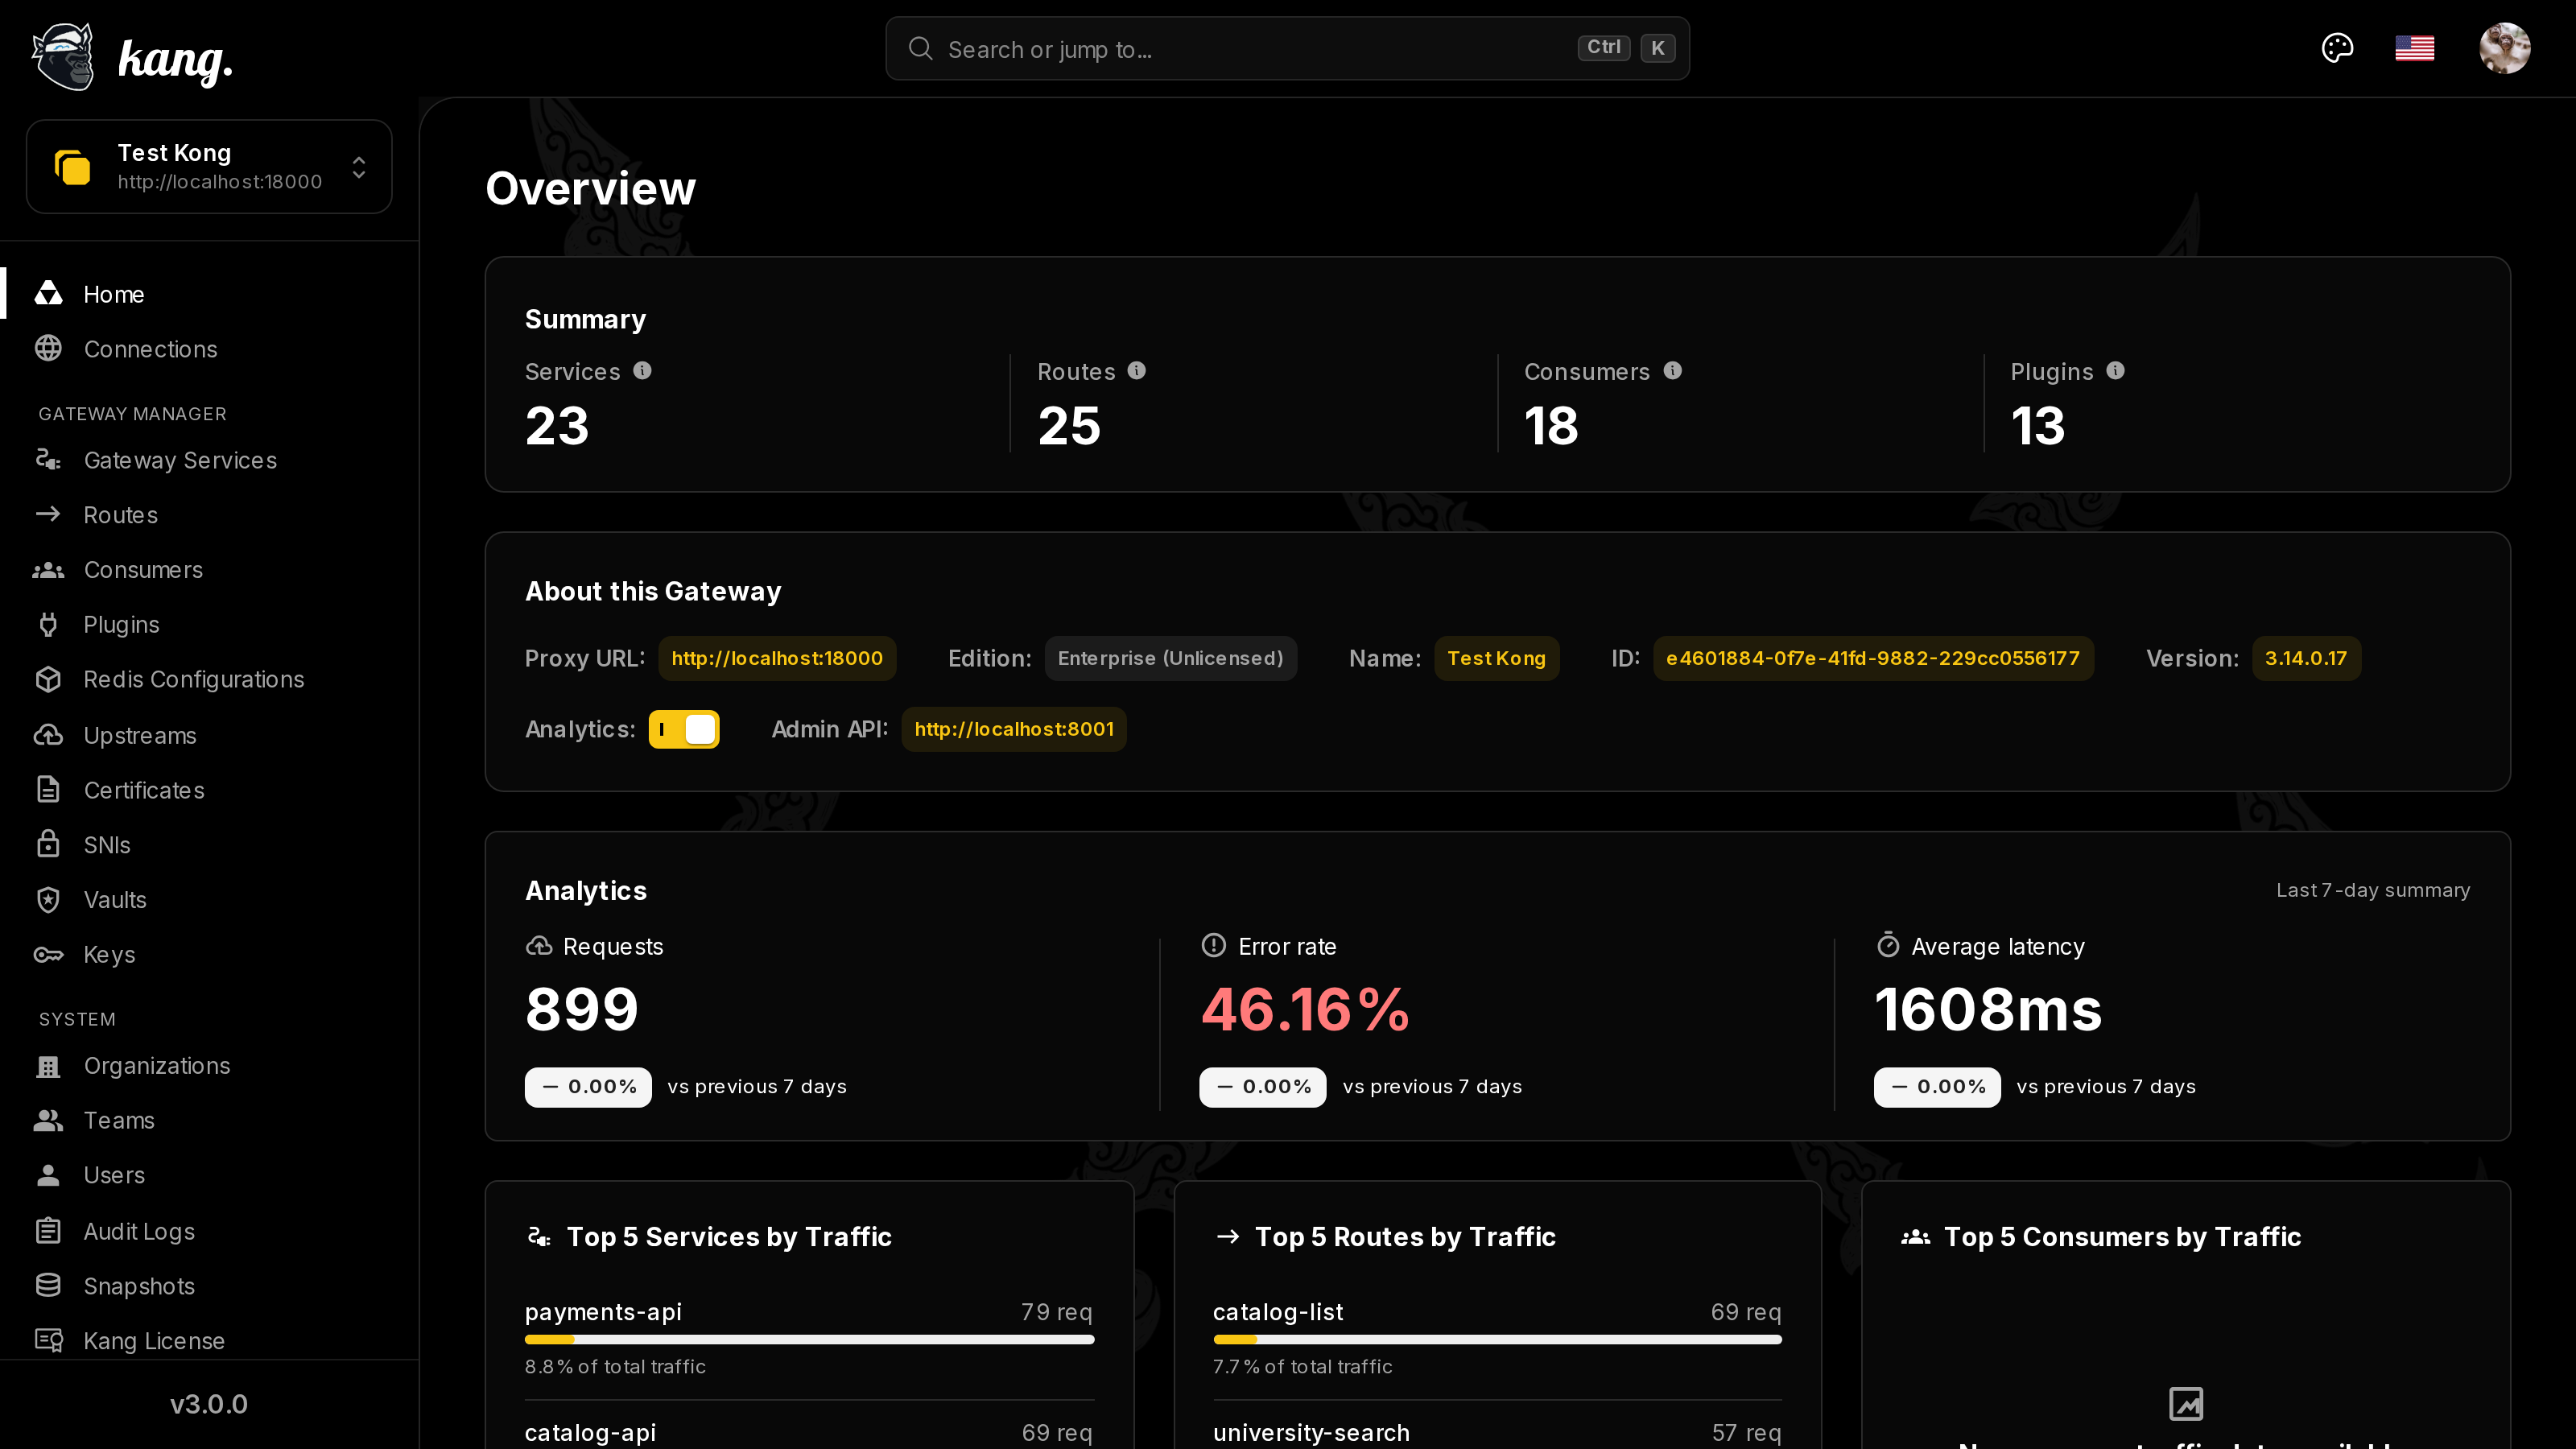 kang.
Search or jump to...
Ctrl K
Test Kong
http://localhost:18000
Home
Connections
GATEWAY MANAGER
Gateway Services
Routes
Consumers
Plugins
Redis Configurations
Upstreams
Certificates
SNIs
Vaults
Keys
SYSTEM
Organizations
Teams
Users
Audit Logs
Snapshots
Kang License
v3.0.0
Overview
Summary
Services Routes Consumers Plugins
23 25 18 13
About this Gateway
Proxy URL: http://localhost:18000 Edition: Enterprise (Unlicensed) Name: Test Kong ID: e4601884-0f7e-41fd-9882-229cc0556177 Version: 3.14.0.17
Analytics: Admin API: http://localhost:8001
Analytics Last 7-day summary
Requests Error rate Average latency
899 46.16% 1608ms
— 0.00% vs previous 7 days — 0.00% vs previous 7 days — 0.00% vs previous 7 days
Top 5 Services by Traffic
payments-api 79 req
8.8% of total traffic
catalog-api 69 req
Top 5 Routes by Traffic
catalog-list 69 req
7.7% of total traffic
university-search 57 req
Top 5 Consumers by Traffic